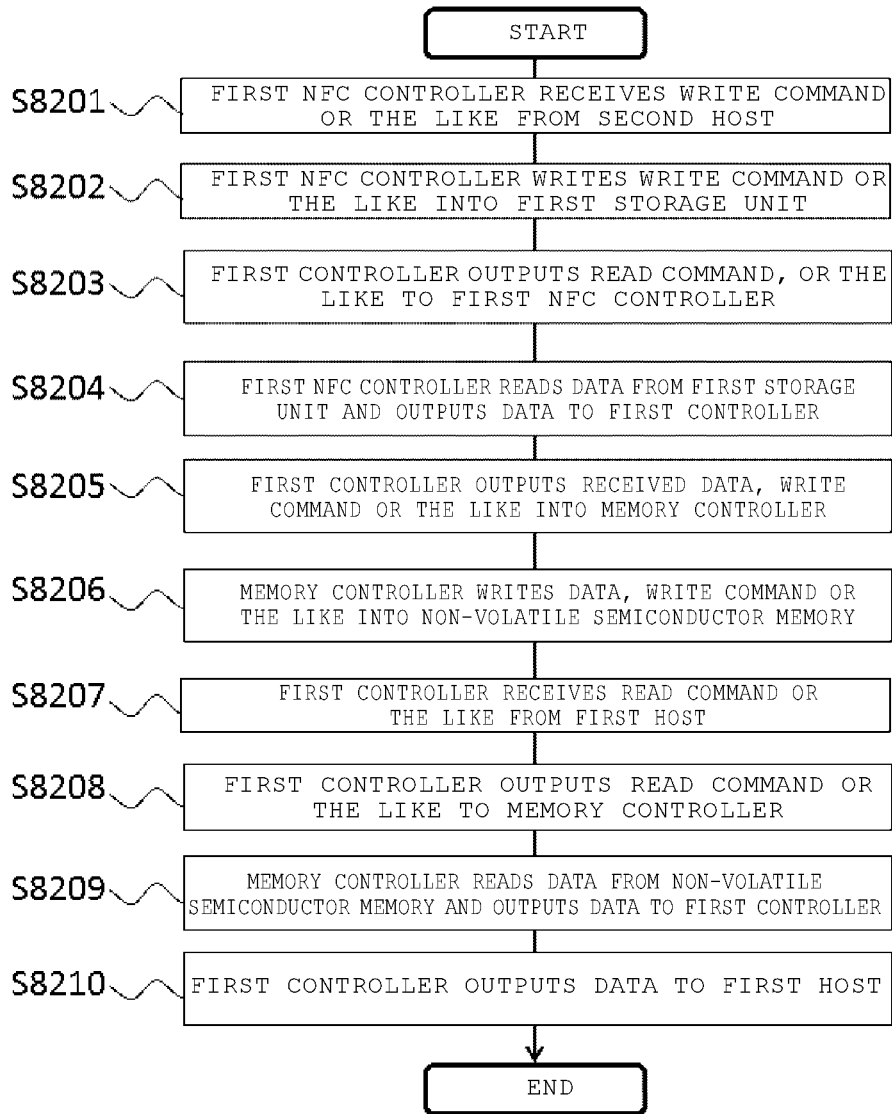 START
S8201
FIRST NFC CONTROLLER RECEIVES WRITE COMMAND
OR THE LIKE FROM SECOND HOST
S8202
FIRST NFC CONTROLLER WRITES WRITE COMMAND OR
THE LIKE INTO FIRST STORAGE UNIT
S8203
FIRST CONTROLLER OUTPUTS READ COMMAND, OR THE
LIKE TO FIRST NFC CONTROLLER
S8204
FIRST NFC CONTROLLER READS DATA FROM FIRST STORAGE
UNIT AND OUTPUTS DATA TO FIRST CONTROLLER
S8205
FIRST CONTROLLER OUTPUTS RECEIVED DATA, WRITE
COMMAND OR THE LIKE INTO MEMORY CONTROLLER
S8206
MEMORY CONTROLLER WRITES DATA, WRITE COMMAND OR
THE LIKE INTO NON-VOLATILE SEMICONDUCTOR MEMORY
S8207
FIRST CONTROLLER RECEIVES READ COMMAND OR
THE LIKE FROM FIRST HOST
S8208
FIRST CONTROLLER OUTPUTS READ COMMAND OR
THE LIKE TO MEMORY CONTROLLER
S8209
MEMORY CONTROLLER READS DATA FROM NON-VOLATILE
SEMICONDUCTOR MEMORY AND OUTPUTS DATA TO FIRST CONTROLLER
S8210
FIRST CONTROLLER OUTPUTS DATA TO FIRST HOST
END